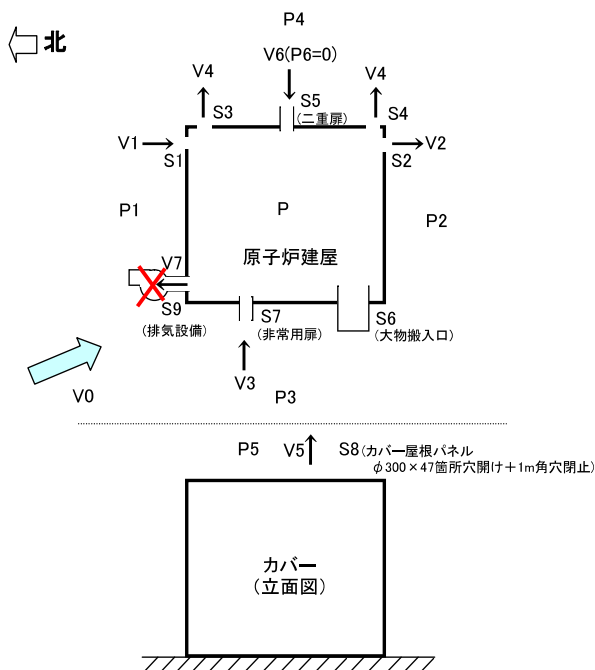 P4
北
V6(P6=0)
V4
V4
S3
S5
(二重扉)
S4
V1
S1
S2
V2
P1
P
P2
原子炉建屋
V7
S9
(排気設備)
S7
(非常用扉)
S6
(大物搬入口)
V0
V3
P3
P5
V5
S8(カバー屋根パネル
φ300×47箇所穴開け+1m角穴閉止)
カバー
(立面図)